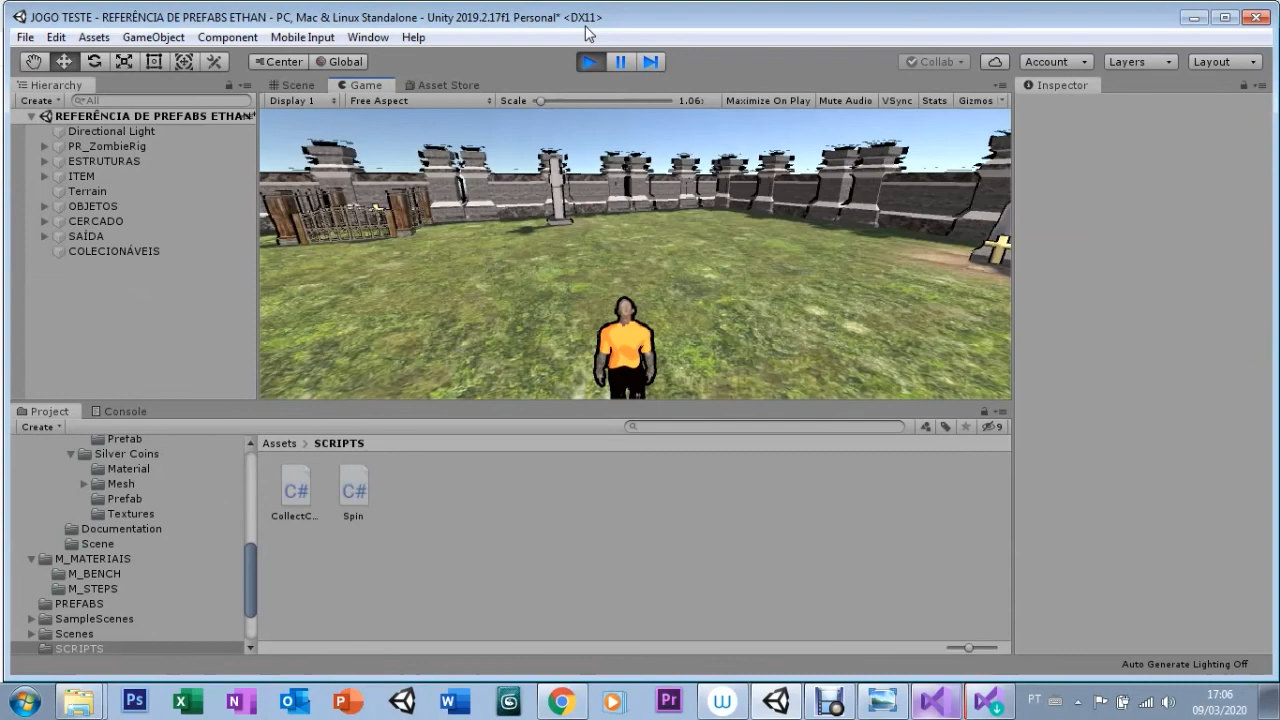 JOGO TESTE - REFERÊNCIA DE PREFABS ETHAN - PC, Mac & Linux Standalone - Unity 2019.2.17f1 Personal* <DX11>
File Edit Assets GameObject Component Mobile Input Window Help
Center Global Collab Account Layers Layout
Hierarchy Scene Game Asset Store Inspector
Create All Display 1 Free Aspect Scale 1.06x Maximize On Play Mute Audio VSync Stats Gizmos
REFERÊNCIA DE PREFABS ETHAN*
Directional Light
PR_ZombieRig
ESTRUTURAS
ITEM
Terrain
OBJETOS
CERCADO
SAÍDA
COLECIONÁVEIS
Project Console
Create 9
Prefab
Silver Coins
Material
Mesh
Prefab
Textures
Documentation
Scene
M_MATERIAIS
M_BENCH
M_STEPS
PREFABS
SampleScenes
Scenes
SCRIPTS
Assets > SCRIPTS
C# C#
CollectC... Spin
Auto Generate Lighting Off
Ps N P W Pr W PT 17:06
09/03/2020